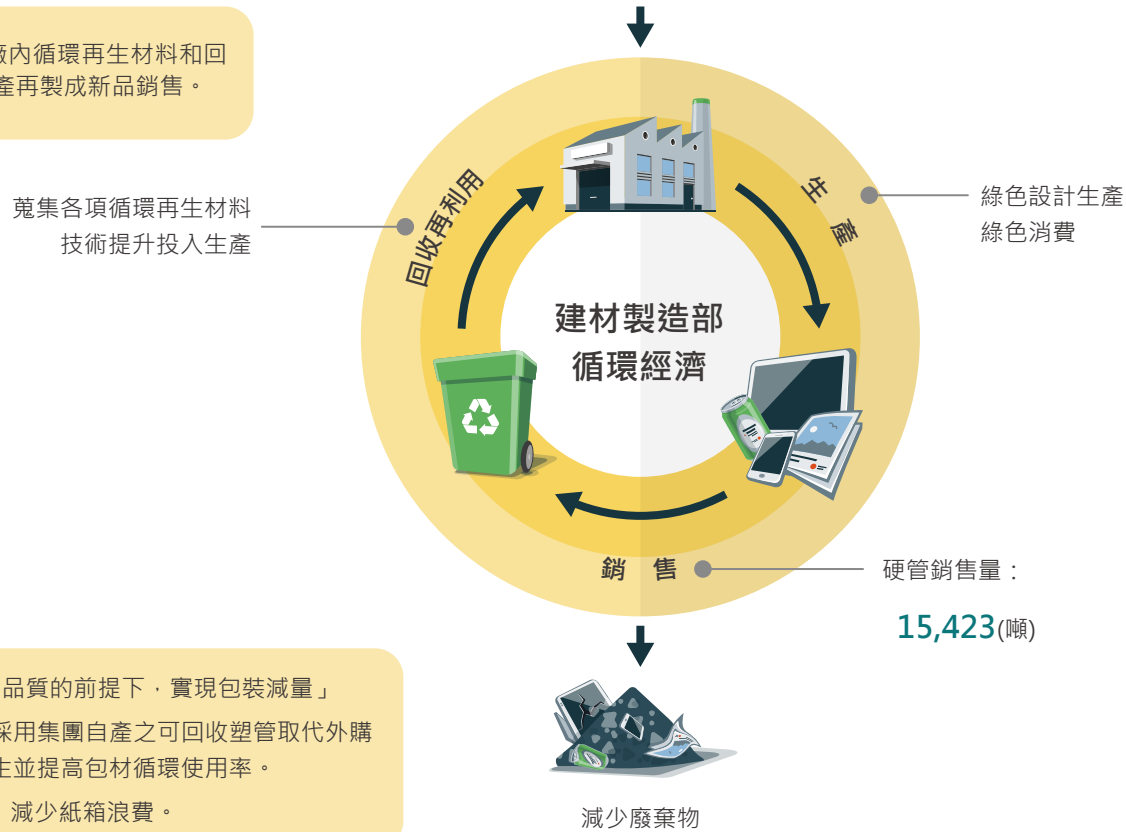 廠內循環再生材料和回
產再製成新品銷售。
蒐集各項循環再生材料
技術提升投入生產
回收再利用
生產
綠色設計生產
綠色消費
建材製造部
循環經濟
銷售
硬管銷售量：
15,423(噸)
品質的前提下，實現包裝減量」
採用集團自產之可回收塑管取代外購
生並提高包材循環使用率。
減少紙箱浪費。
減少廢棄物